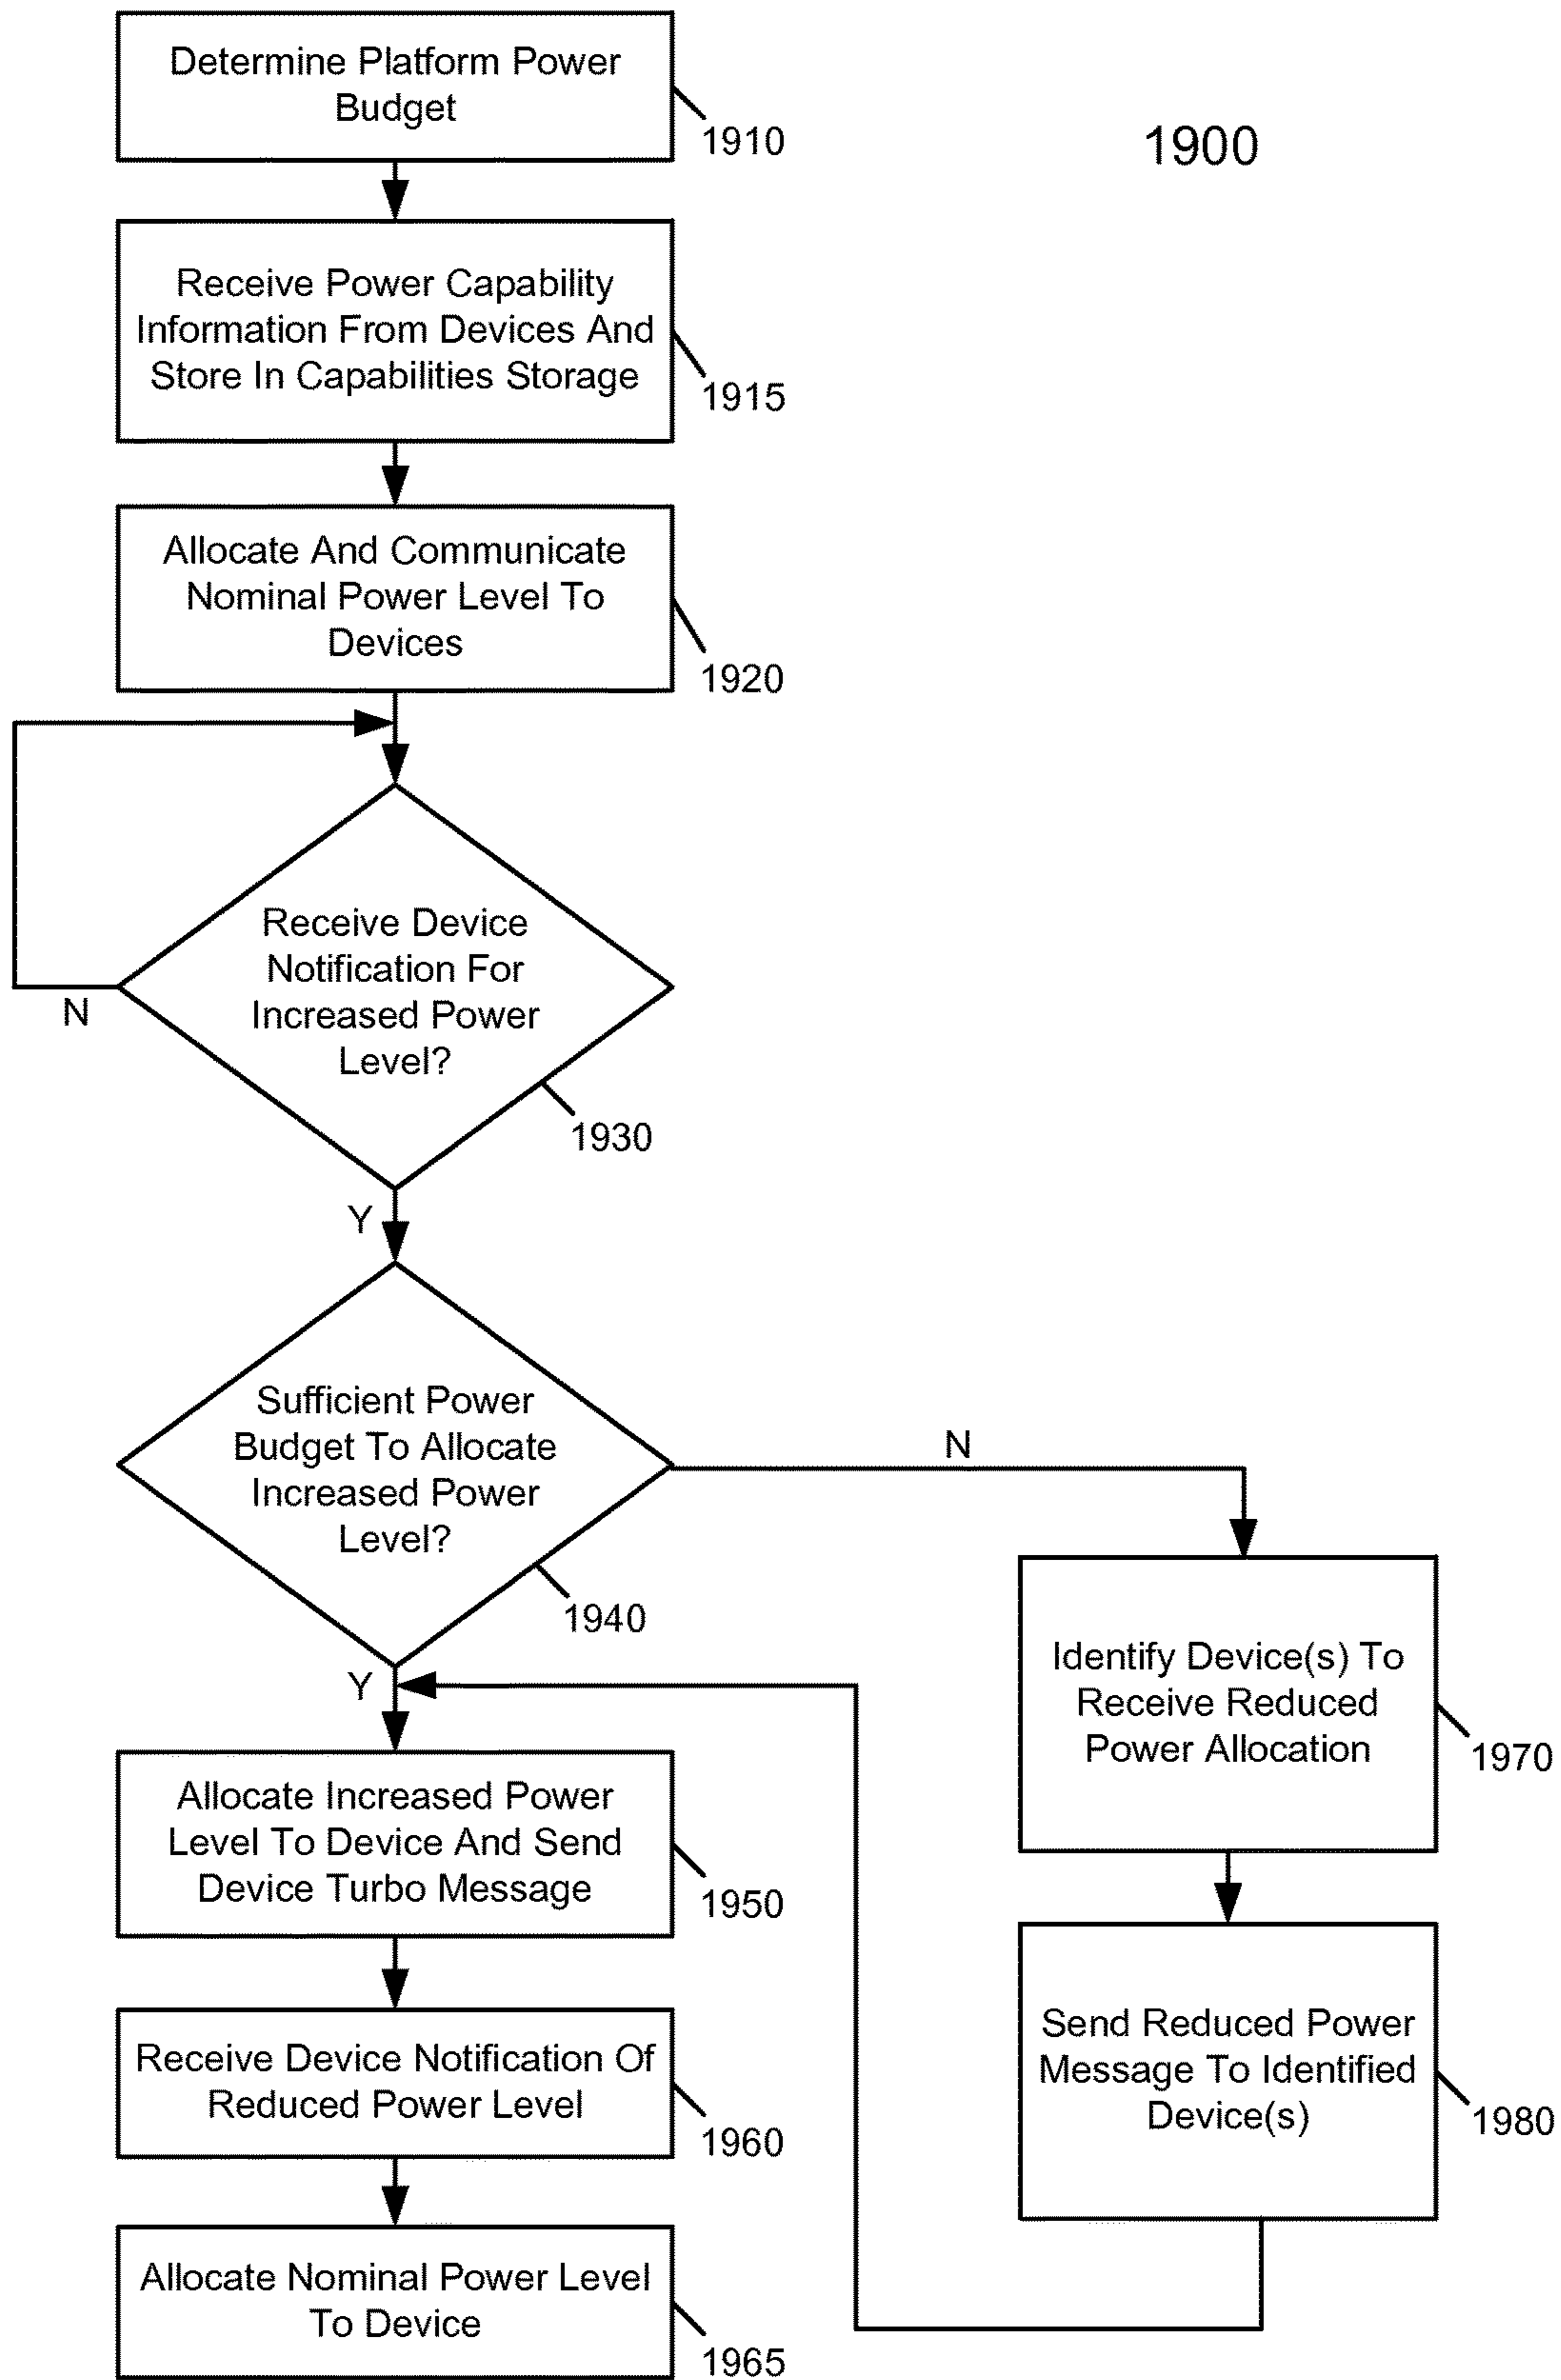 Determine Platform Power
Budget
1910
1900
Receive Power Capability
Information From Devices And
Store In Capabilities Storage
1915
Allocate And Communicate
Nominal Power Level To
Devices
1920
Receive Device
Notification For
Increased Power
Level?
N
1930
Y
Sufficient Power
Budget To Allocate
Increased Power
Level?
N
1940
Y
Identify Device(s) To
Receive Reduced
Power Allocation
1970
Allocate Increased Power
Level To Device And Send
Device Turbo Message
1950
Send Reduced Power
Message To Identified
Device(s)
1980
Receive Device Notification Of
Reduced Power Level
1960
Allocate Nominal Power Level
To Device
1965